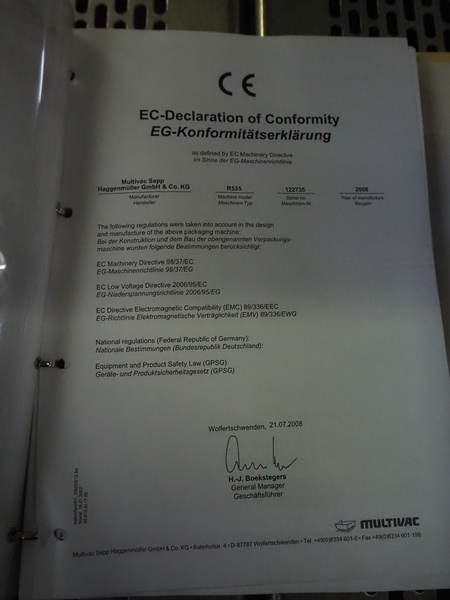 CE
EC-Declaration of Conformity
EG-Konformitätserklärung
as defined by EC Machinery Directive
im Sinne der EG-Maschinenrichtlinie
Multivac Sepp
Haggenmüller GmbH & Co. KG R535 122735 2008
Manufacturer Machine model Serial no. Year of manufacture
Hersteller Maschinen-Typ Maschinen-Nr. Baujahr
The following regulations were taken into account in the design
and manufacture of the above packaging machine:
Bei der Konstruktion und dem Bau der obengenannten Verpackungs-
maschine wurden folgende Bestimmungen berücksichtigt:
EC Machinery Directive 98/37/EC
EG-Maschinenrichtlinie 98/37/EG
EC Low Voltage Directive 2006/95/EC
EG-Niederspannungsrichtlinie 2006/95/EG
EC Directive Electromagnetic Compatibility (EMC) 89/336/EEC
EG-Richtlinie Elektromagnetische Verträglichkeit (EMV) 89/336/EWG
National regulations (Federal Republic of Germany):
Nationale Bestimmungen (Bundesrepublik Deutschland):
Equipment and Product Safety Law (GPSG)
Geräte- und Produktsicherheitsgesetz (GPSG)
Wolfertschwenden, 21.07.2008
H.-J. Boekstegers
General Manager
Geschäftsführer
MULTIVAC
Multivac Sepp Haggenmüller GmbH & Co. KG • Bahnhofstr. 4 • D-87787 Wolfertschwenden • Tel. +49(0)8334 601-0 • Fax +49(0)8334 601-199